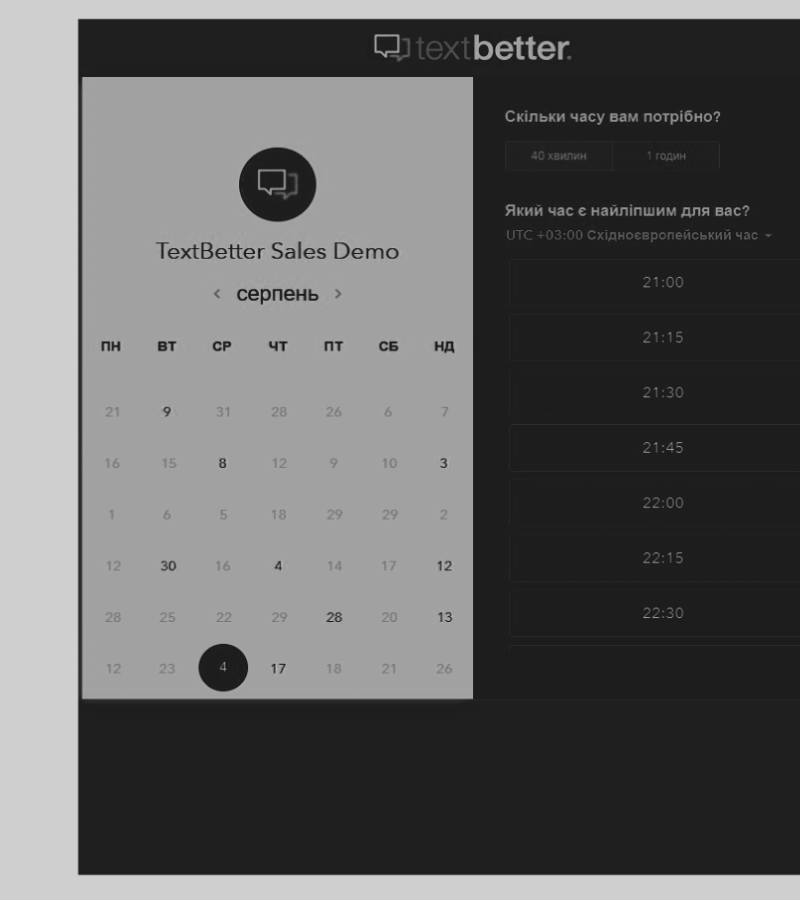 textbetter.
TextBetter Sales Demo
‹ серпень ›
ПН ВТ СР ЧТ ПТ СБ НД
21 9 31 28 26 6 7
16 15 8 12 9 10 3
1 6 5 18 29 29 2
12 30 16 4 14 17 12
28 25 22 29 28 20 13
12 23 4 17 18 21 26
Скільки часу вам потрібно?
40 хвилин 1 годин
Який час є найліпшим для вас?
UTC +03:00 Східноєвропейський час
21:00
21:15
21:30
21:45
22:00
22:15
22:30